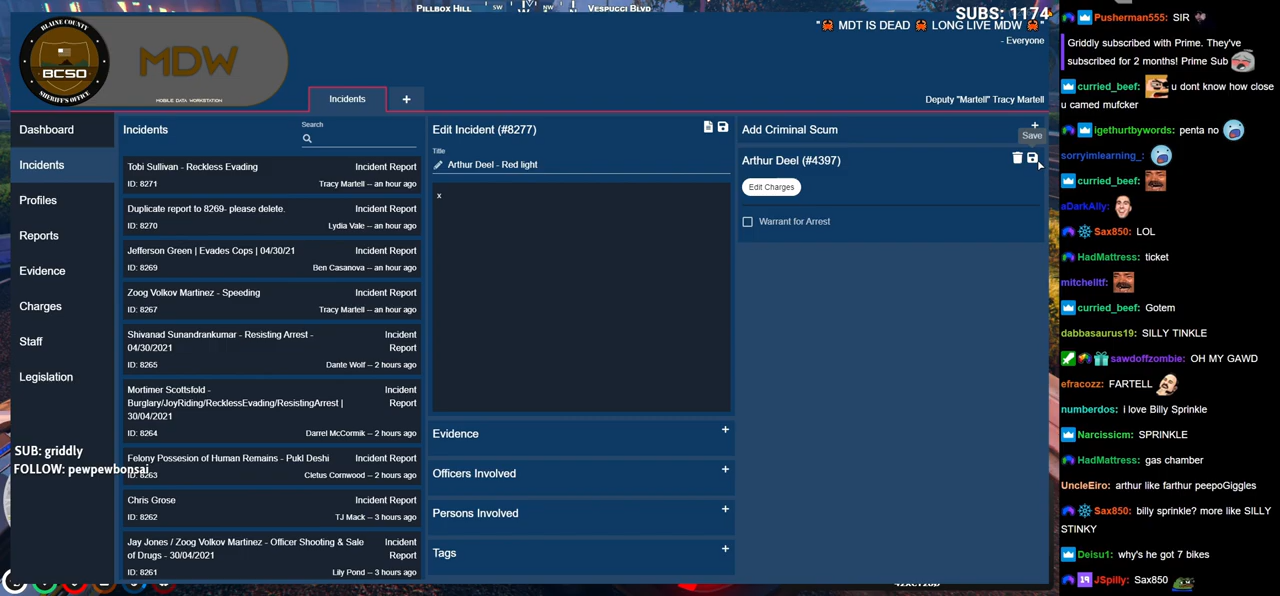 Pillbox Hill
SW
NW
Vespucci Blvd
SUBS: 1174
" 🦀 MDT IS DEAD 🦀 LONG LIVE MDW 🦀 "
- Everyone
BLAINE COUNTY
BCSO
SHERIFF'S OFFICE
MDW
MOBILE DATA WORKSTATION
Incidents
+
Deputy "Martell" Tracy Martell
Dashboard
Incidents
Profiles
Reports
Evidence
Charges
Staff
Legislation
SUB: griddly
FOLLOW: pewpewbonsai
Incidents
Search
Tobi Sullivan - Reckless Evading
Incident Report
ID: 8271
Tracy Martell – an hour ago
Duplicate report to 8269- please delete.
Incident Report
ID: 8270
Lydia Vale – an hour ago
Jefferson Green | Evades Cops | 04/30/21
Incident Report
ID: 8269
Ben Casanova – an hour ago
Zoog Volkov Martinez - Speeding
Incident Report
ID: 8267
Tracy Martell – an hour ago
Shivanad Sunandrankumar - Resisting Arrest -
04/30/2021
Incident
Report
ID: 8265
Dante Wolf – 2 hours ago
Mortimer Scottsfold -
Burglary/JoyRiding/RecklessEvading/ResistingArrest |
30/04/2021
Incident
Report
ID: 8264
Darrel McCormik – 2 hours ago
Felony Possesion of Human Remains - Pukl Deshi
Incident Report
ID: 8263
Cletus Cornwood – 2 hours ago
Chris Grose
Incident Report
ID: 8262
TJ Mack – 3 hours ago
Jay Jones / Zoog Volkov Martinez - Officer Shooting & Sale
of Drugs - 30/04/2021
Incident
Report
ID: 8261
Lily Pond – 3 hours ago
Edit Incident (#8277)
Title
Arthur Deel - Red light
x
Evidence
+
Officers Involved
+
Persons Involved
+
Tags
+
Add Criminal Scum
+
Save
Arthur Deel (#4397)
Edit Charges
Warrant for Arrest
Pusherman555: SIR
Griddly subscribed with Prime. They've
subscribed for 2 months! Prime Sub
curried_beef: u dont know how close
u camed mufcker
igethurtbywords: penta no
sorryimlearning_:
curried_beef:
aDarkAlly:
Sax850: LOL
HadMattress: ticket
mitchelltf:
curried_beef: Gotem
dabbasaurus19: SILLY TINKLE
sawdoffzombie: OH MY GAWD
efracozz: FARTELL
numberdos: i love Billy Sprinkle
Narcissicm: SPRINKLE
HadMattress: gas chamber
UncleEiro: arthur like farthur peepoGiggles
Sax850: billy sprinkle? more like SILLY
STINKY
Deisu1: why's he got 7 bikes
19 JSpilly: Sax850